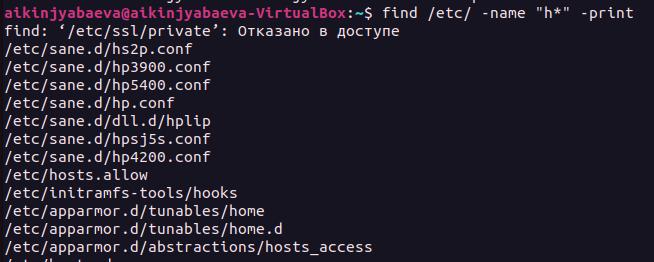 aikinjyabaeva@aikinjyabaeva-VirtualBox:~$ find /etc/ -name "h*" -print
find: ‘/etc/ssl/private’: Отказано в доступе
/etc/sane.d/hs2p.conf
/etc/sane.d/hp3900.conf
/etc/sane.d/hp5400.conf
/etc/sane.d/hp.conf
/etc/sane.d/dll.d/hplip
/etc/sane.d/hpsj5s.conf
/etc/sane.d/hp4200.conf
/etc/hosts.allow
/etc/initramfs-tools/hooks
/etc/apparmor.d/tunables/home
/etc/apparmor.d/tunables/home.d
/etc/apparmor.d/abstractions/hosts_access